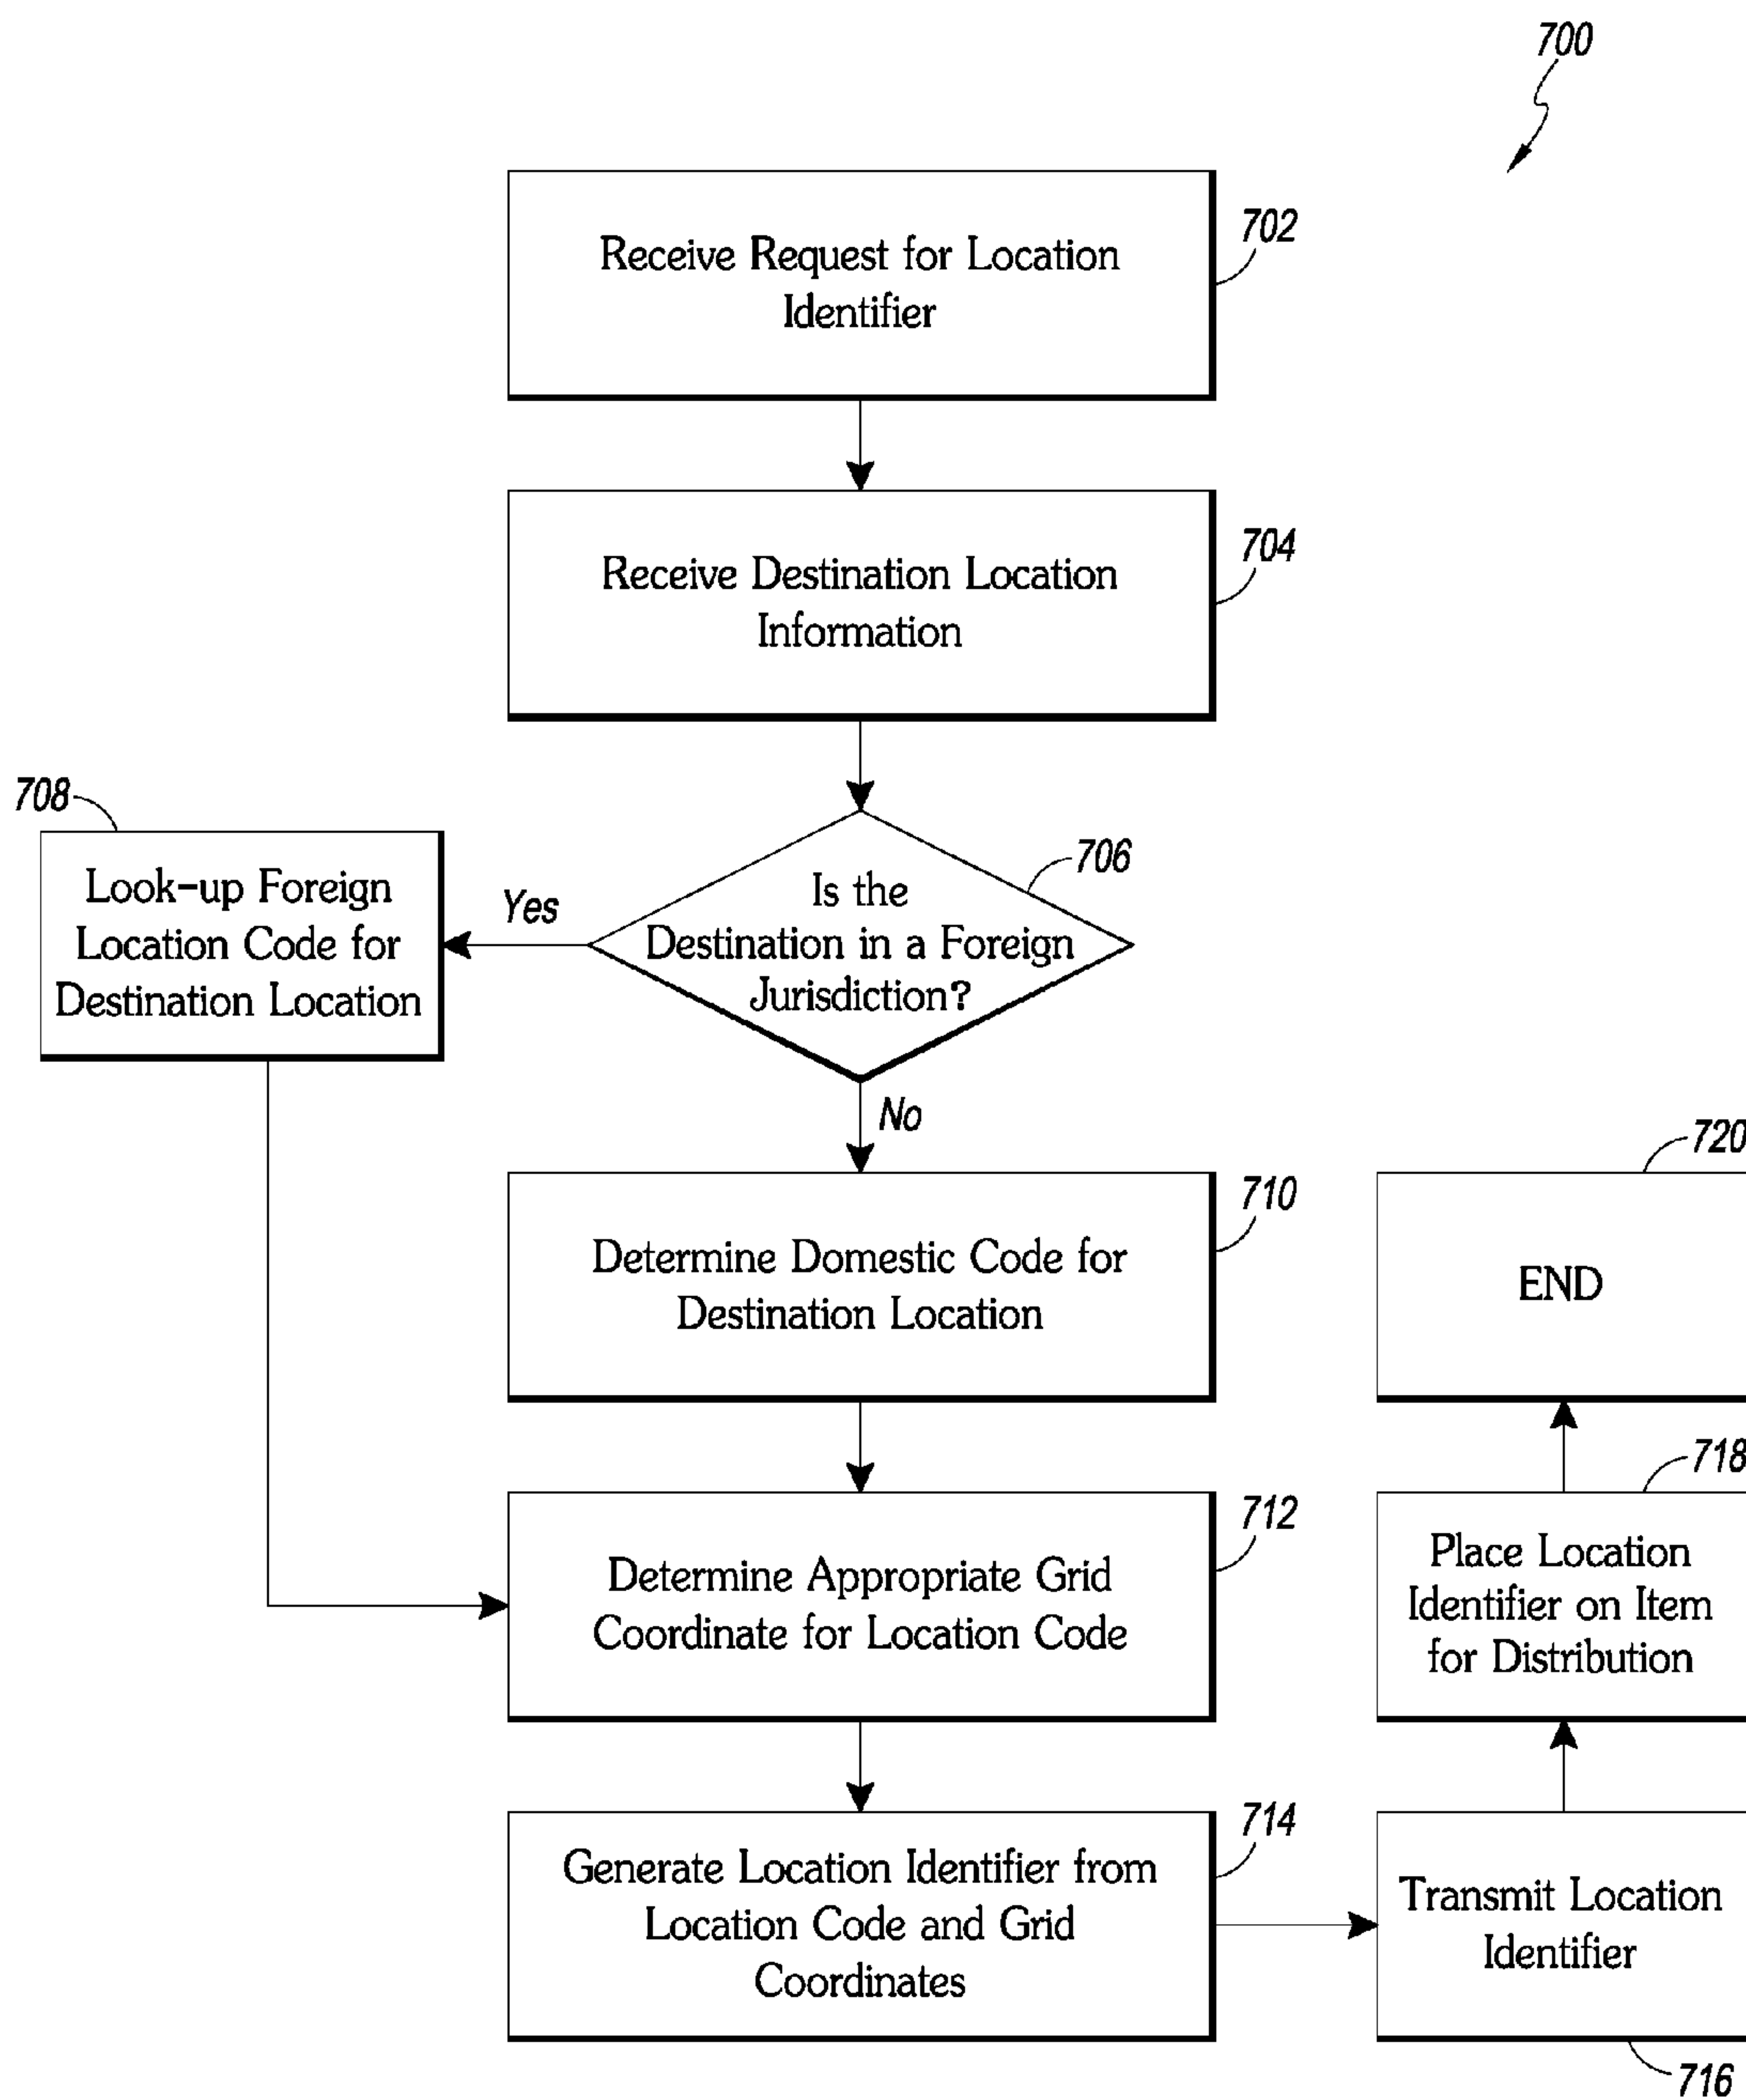 700
702
Receive Request for Location
Identifier
704
Receive Destination Location
Information
708
Look-up Foreign
Location Code for
Destination Location
Yes
706
Is the
Destination in a Foreign
Jurisdiction?
No
710
Determine Domestic Code for
Destination Location
712
Determine Appropriate Grid
Coordinate for Location Code
714
Generate Location Identifier from
Location Code and Grid
Coordinates
716
Transmit Location
Identifier
718
Place Location
Identifier on Item
for Distribution
720
END